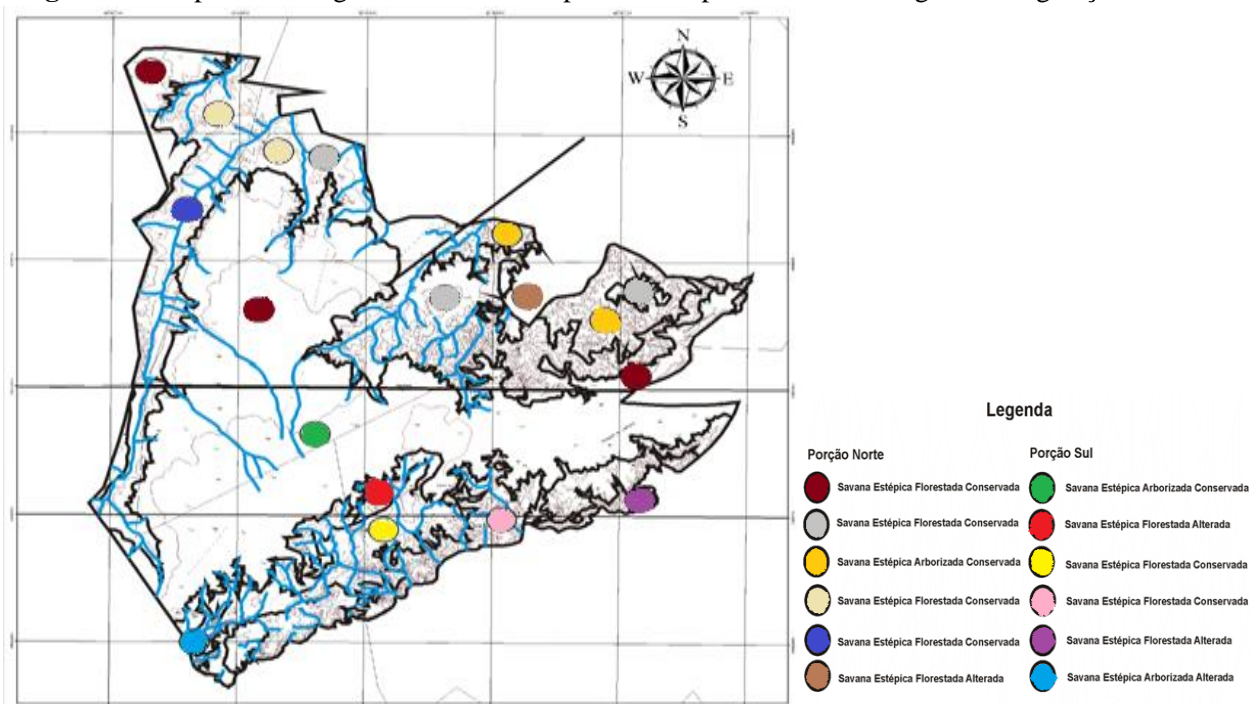 N
W E
S
Legenda
Porção Norte
Savana Estépica Florestada Conservada
Savana Estépica Florestada Conservada
Savana Estépica Arborizada Conservada
Savana Estépica Florestada Conservada
Savana Estépica Florestada Conservada
Savana Estépica Florestada Alterada
Porção Sul
Savana Estépica Arborizada Conservada
Savana Estépica Florestada Alterada
Savana Estépica Florestada Conservada
Savana Estépica Florestada Conservada
Savana Estépica Florestada Alterada
Savana Estépica Arborizada Alterada